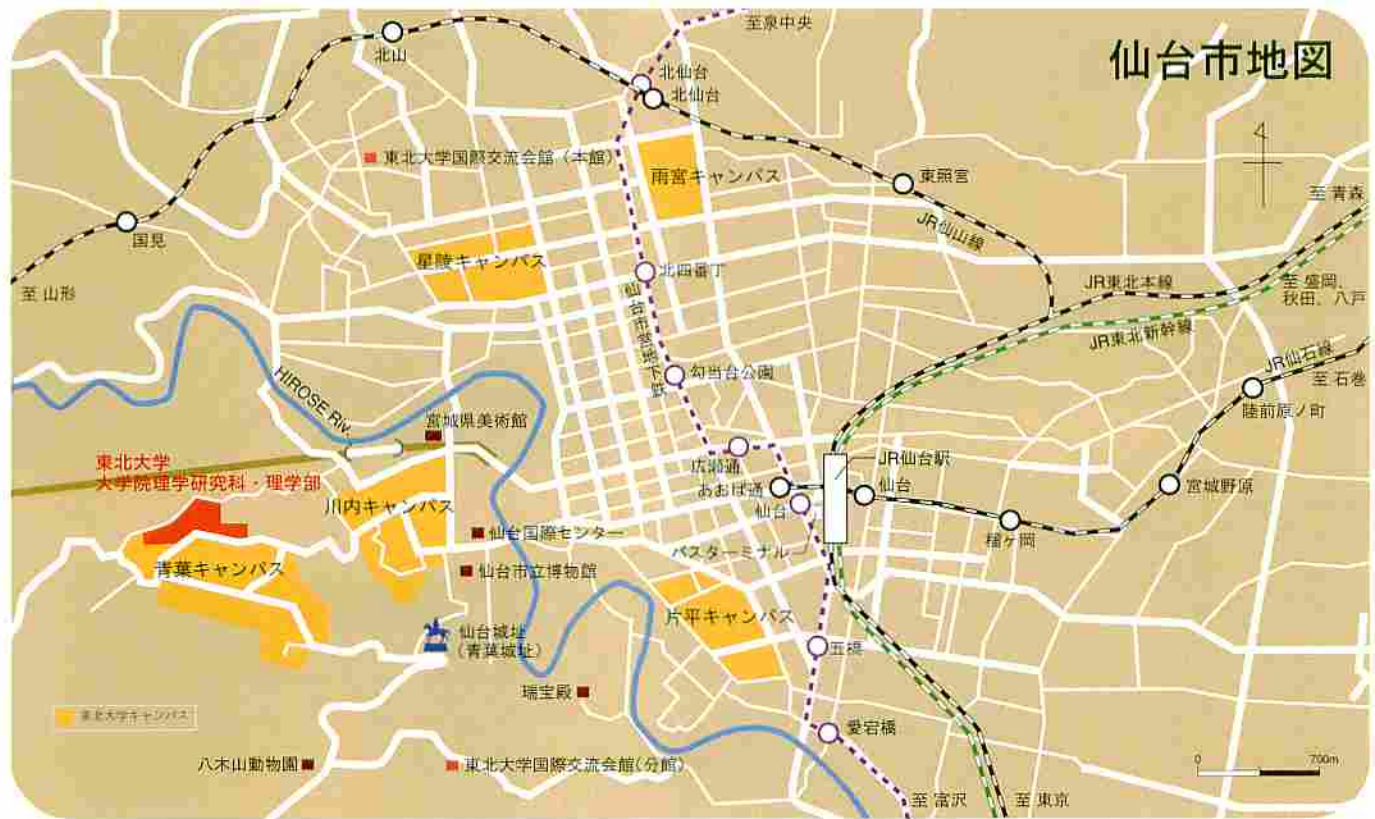 至泉中央
仙台市地図
北山
北仙台
北仙台
東北大学国際交流会館(本館)
雨宮キャンパス
東照宮
至 青森
国見
JR仙山線
星陵キャンパス
北四番丁
至 山形
JR東北本線
至 盛岡、
秋田、八戸
仙台市営地下鉄
JR東北新幹線
JR仙石線
至 石巻
勾当台公園
HIROSE Riv.
陸前原ノ町
宮城県美術館
東北大学
大学院理学研究科・理学部
広瀬通
JR仙台駅
あおば通
仙台
宮城野原
川内キャンパス
仙台
仙台国際センター
榴ヶ岡
バスターミナル
青葉キャンパス
仙台市立博物館
片平キャンパス
仙台城址
(青葉城址)
五橋
瑞宝殿
東北大学キャンパス
愛宕橋
八木山動物園
東北大学国際交流会館(分館)
0 700m
至 富沢
至 東京